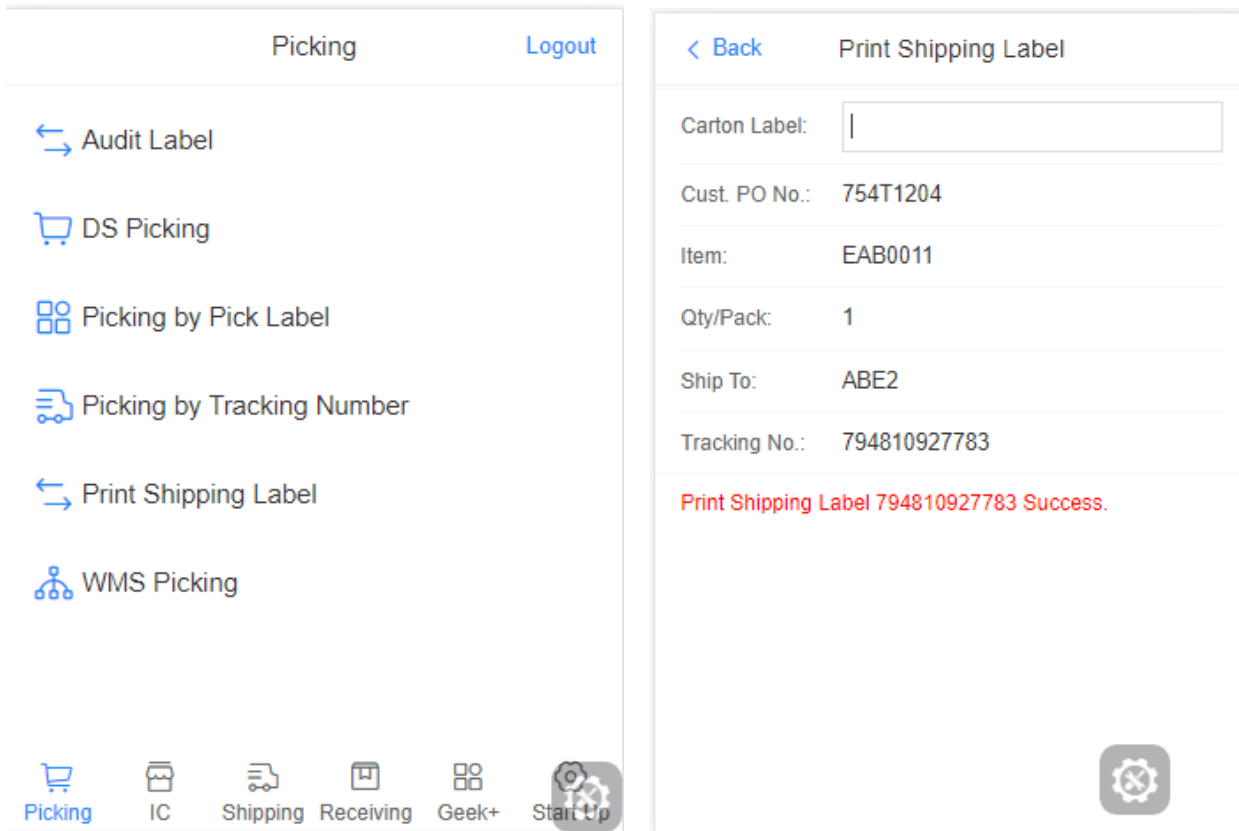 Picking Logout
Audit Label
DS Picking
Picking by Pick Label
Picking by Tracking Number
Print Shipping Label
WMS Picking
Picking IC Shipping Receiving Geek+ Start Up
Back Print Shipping Label
Carton Label:
Cust. PO No.: 754T1204
Item: EAB0011
Qty/Pack: 1
Ship To: ABE2
Tracking No.: 794810927783
Print Shipping Label 794810927783 Success.